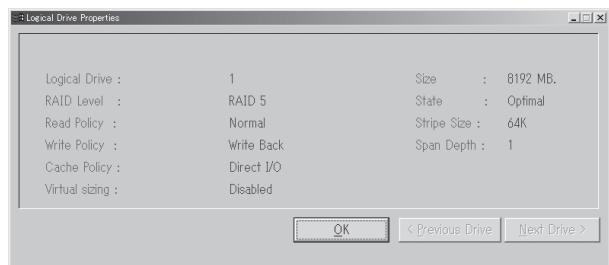 Logical Drive Properties
Logical Drive : 1 Size : 8192 MB.
RAID Level : RAID 5 State : Optimal
Read Policy : Normal Stripe Size : 64K
Write Policy : Write Back Span Depth : 1
Cache Policy : Direct I/O
Virtual sizing : Disabled
OK < Previous Drive Next Drive >